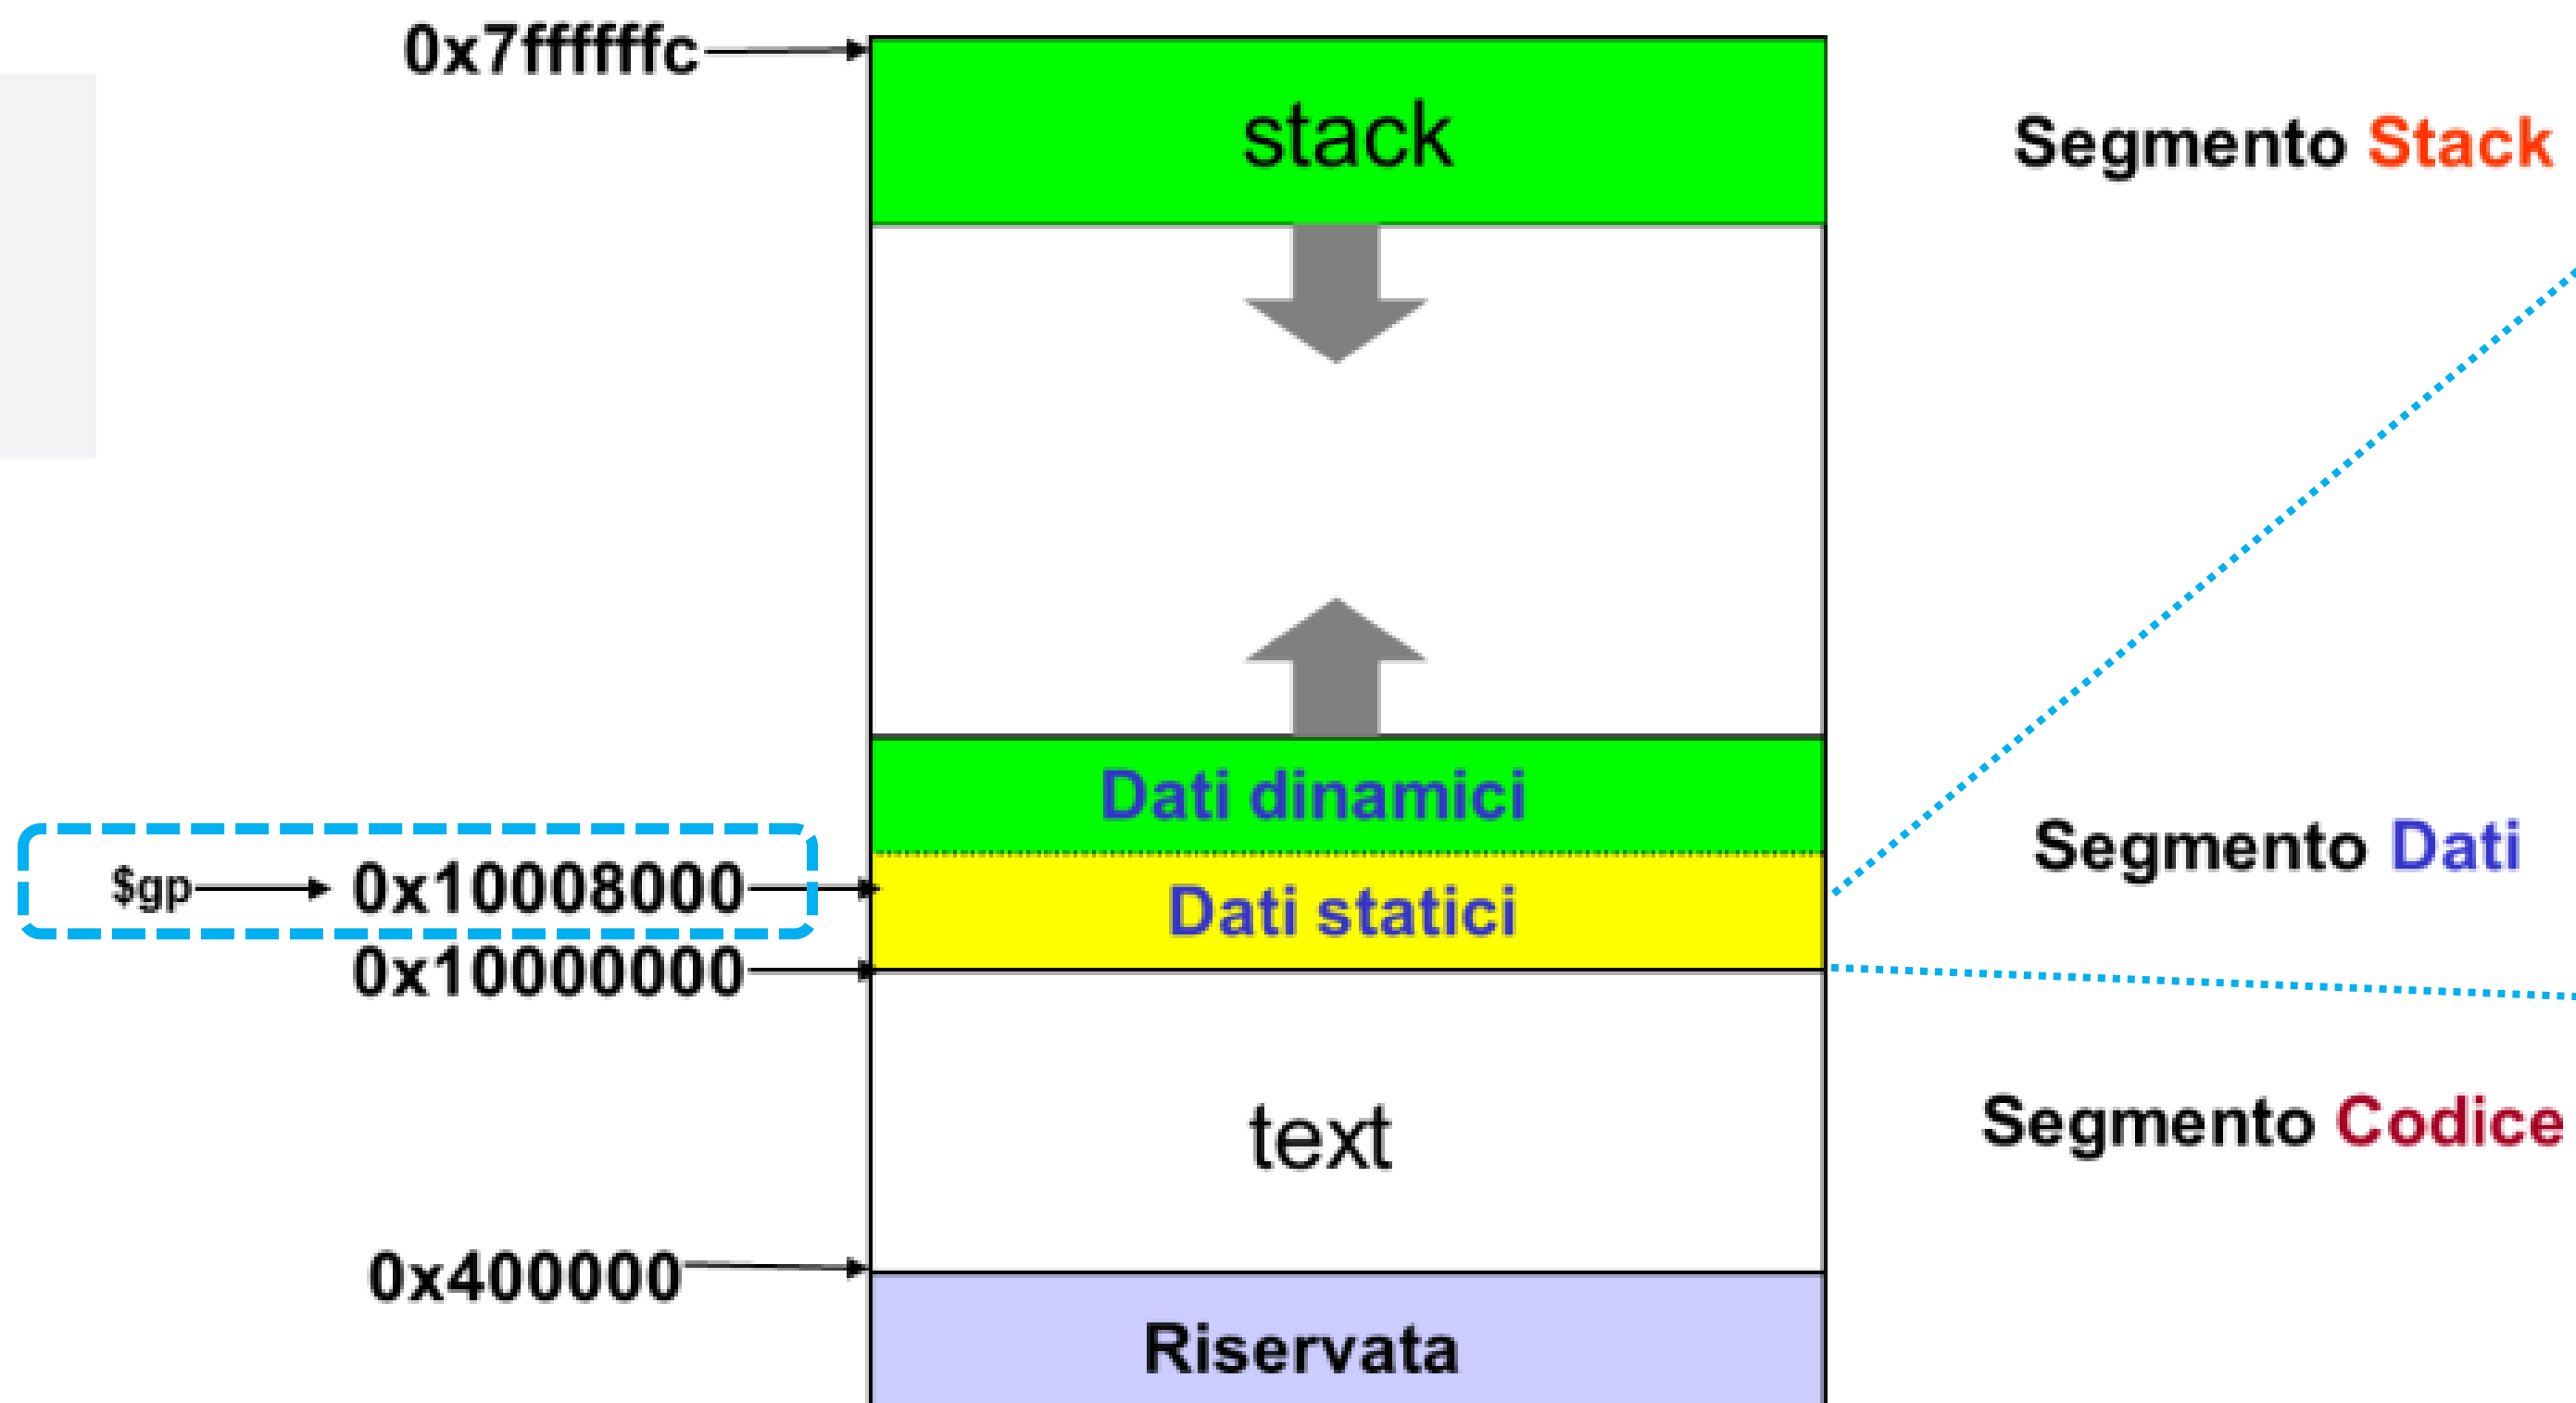 0x7ffffffc
stack
Segmento Stack
Dati dinamici
Segmento Dati
$gp
0x10008000
Dati statici
0x10000000
text
Segmento Codice
0x400000
Riservata